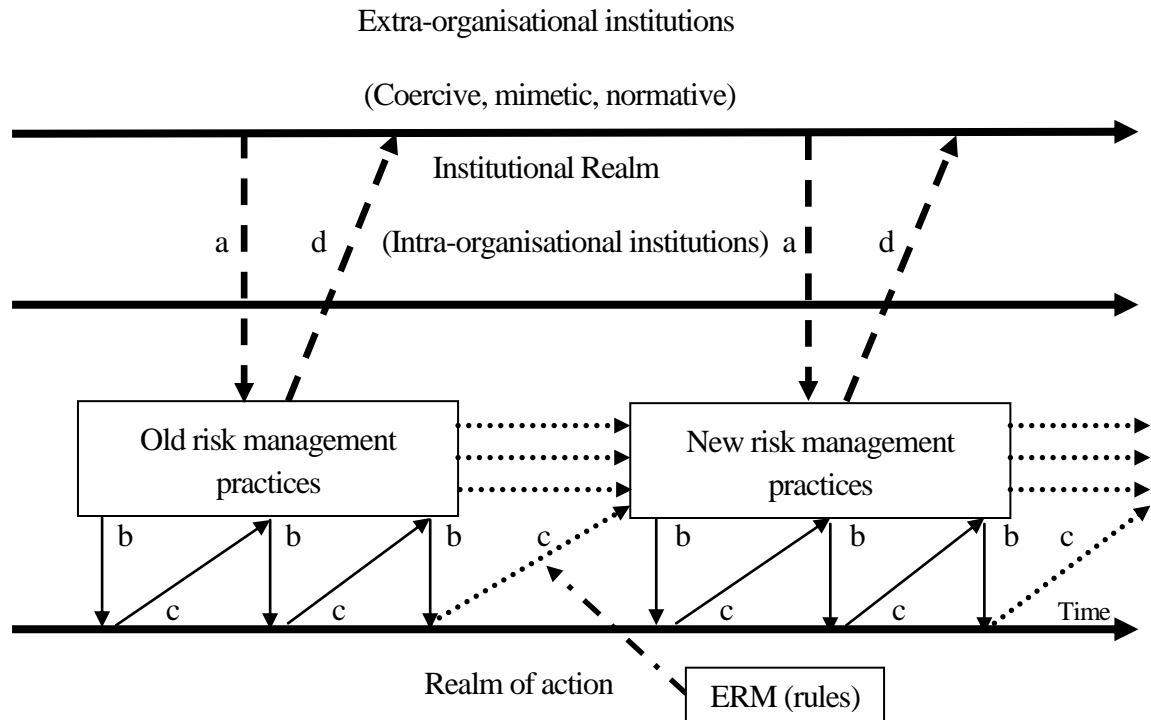 Extra-organisational institutions
(Coercive, mimetic, normative)
Institutional Realm
a
d
(Intra-organisational institutions)
a
d
Old risk management
practices
New risk management
practices
b
b
b
c
b
b
b
c
c
c
c
c
Time
Realm of action
ERM (rules)